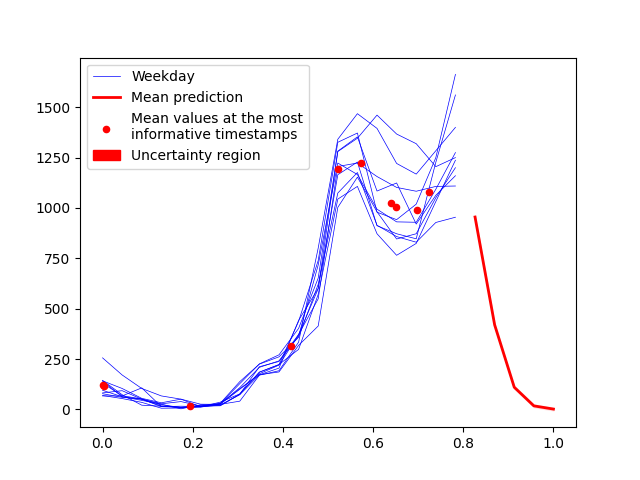 Weekday
Mean prediction
Mean values at the most
informative timestamps
Uncertainty region
1500
1250
1000
750
500
250
0
0.0
0.2
0.4
0.6
0.8
1.0